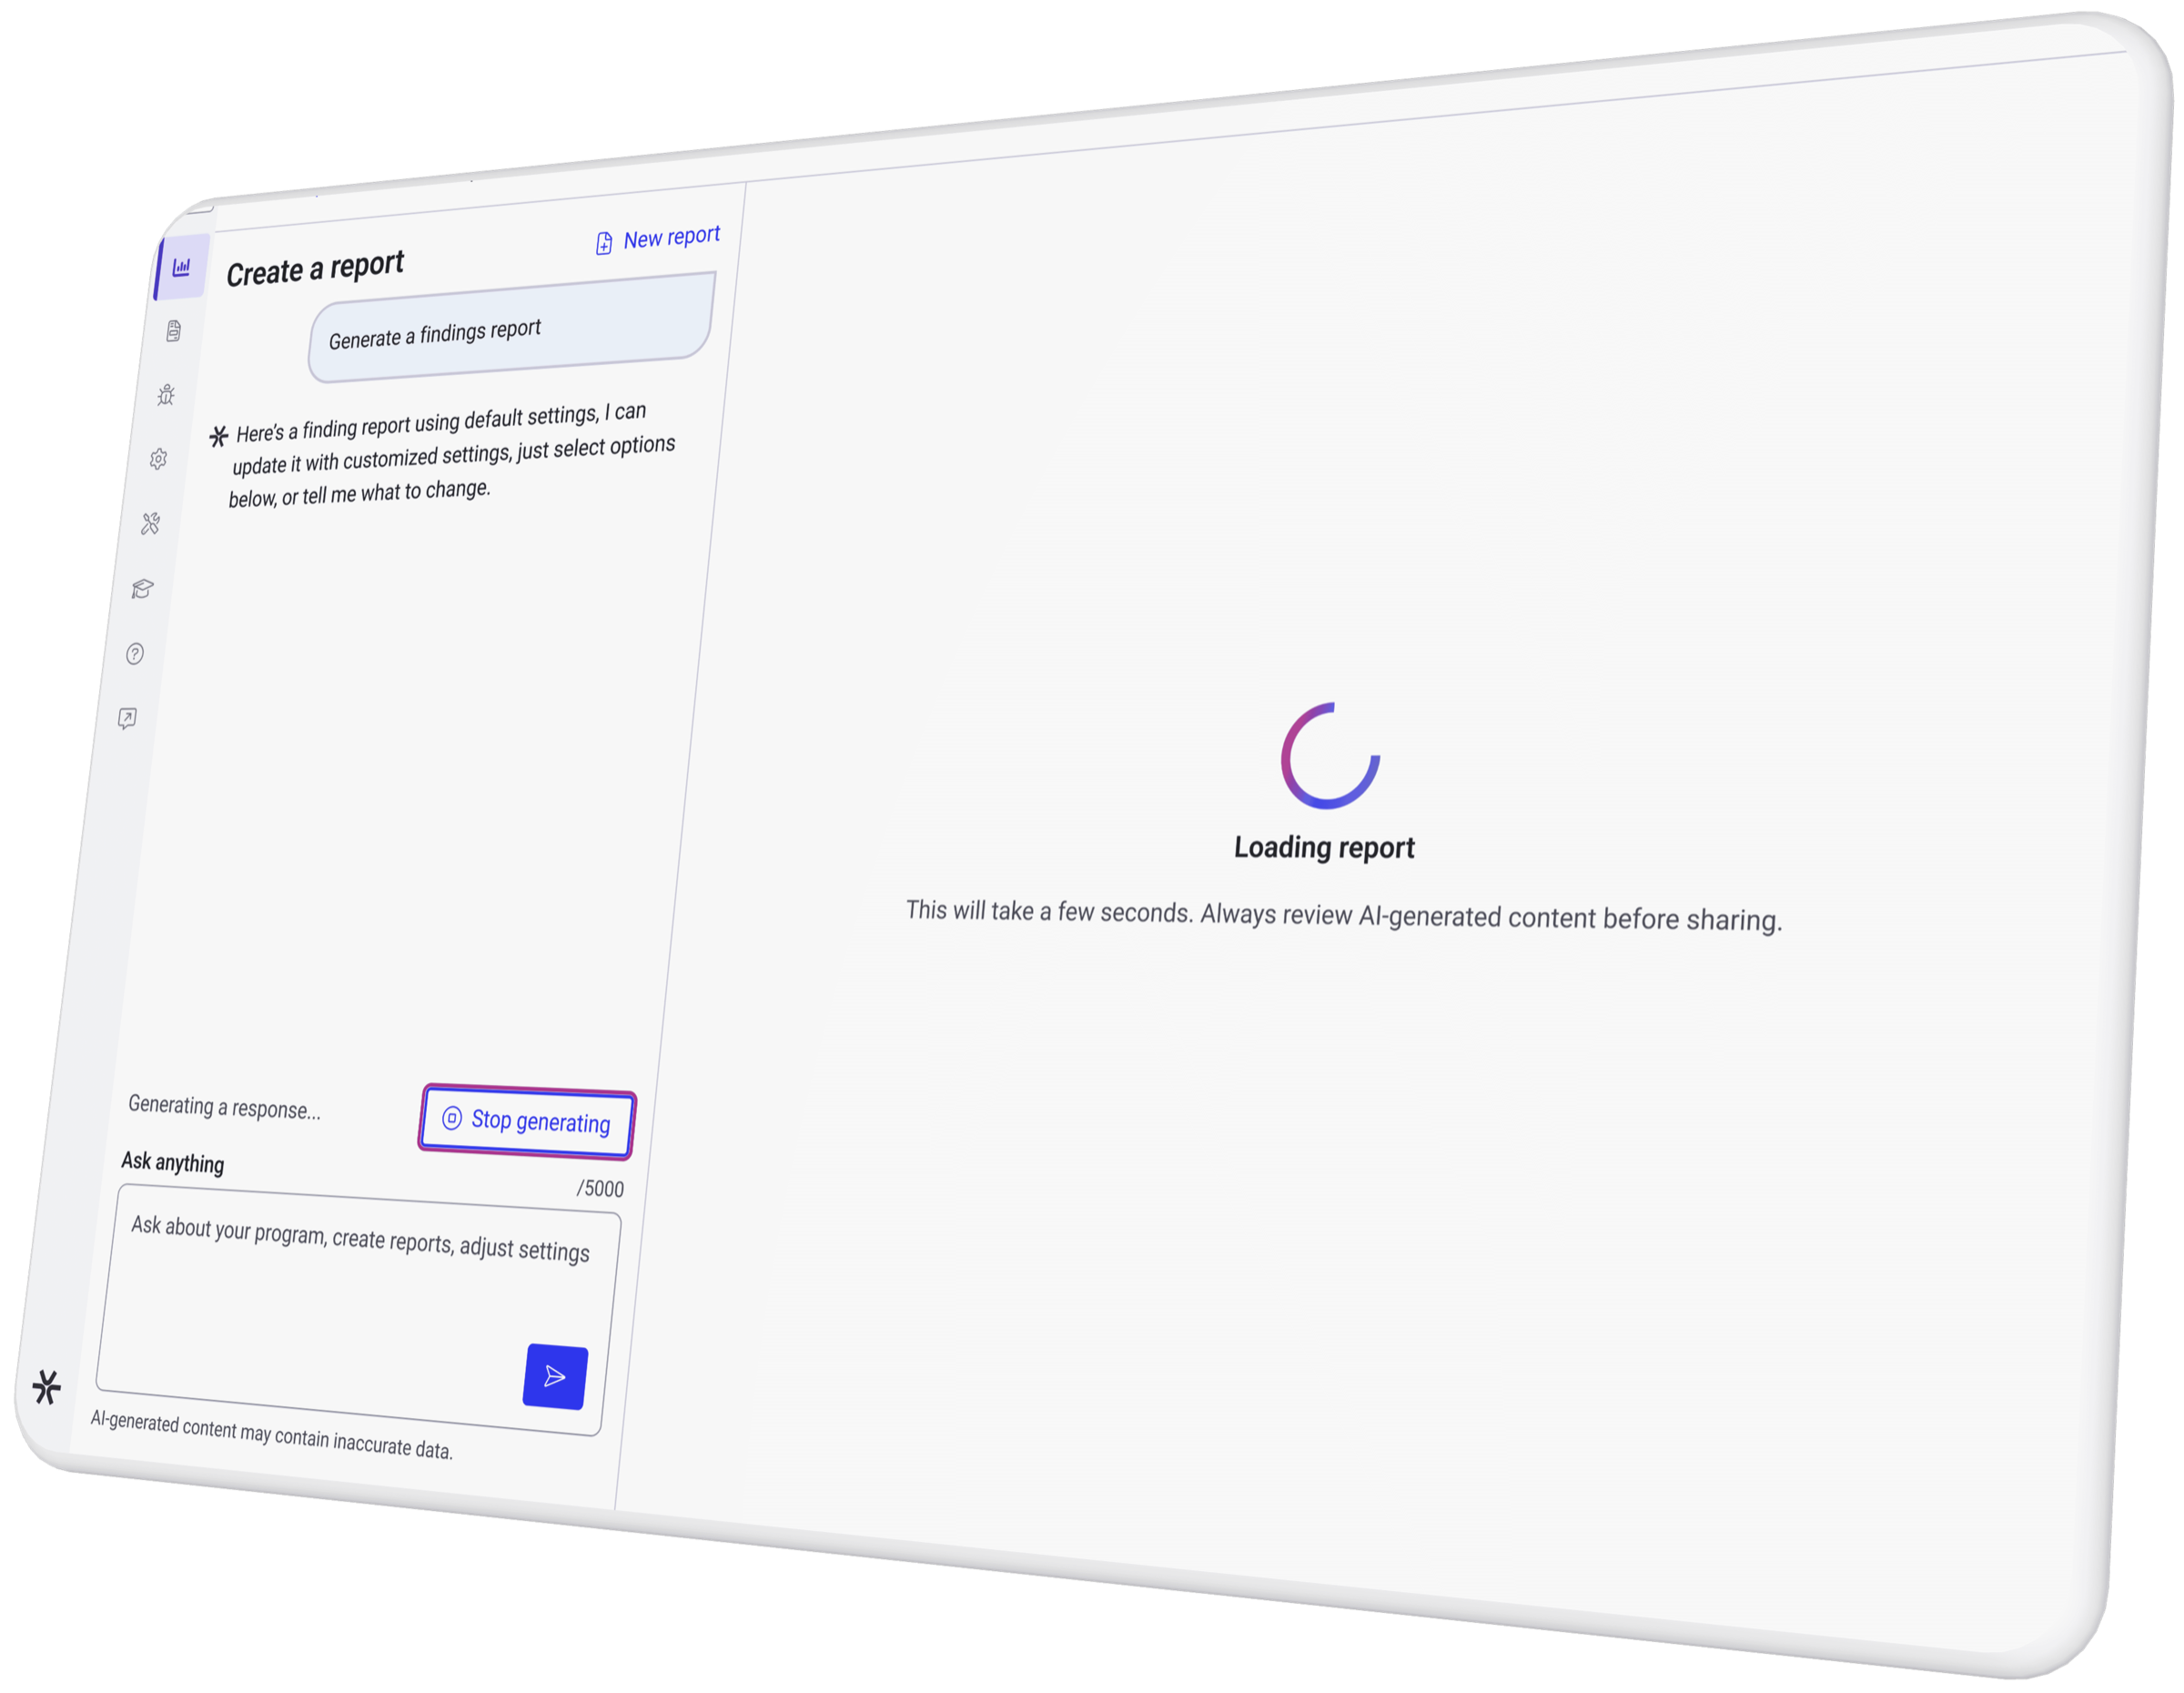 Create a report
New report
Generate a findings report
Here's a finding report using default settings, I can
update it with customized settings, just select options
below, or tell me what to change.
Generating a response...
Stop generating
Ask anything
/5000
Ask about your program, create reports, adjust settings
AI-generated content may contain inaccurate data.
Loading report
This will take a few seconds. Always review AI-generated content before sharing.